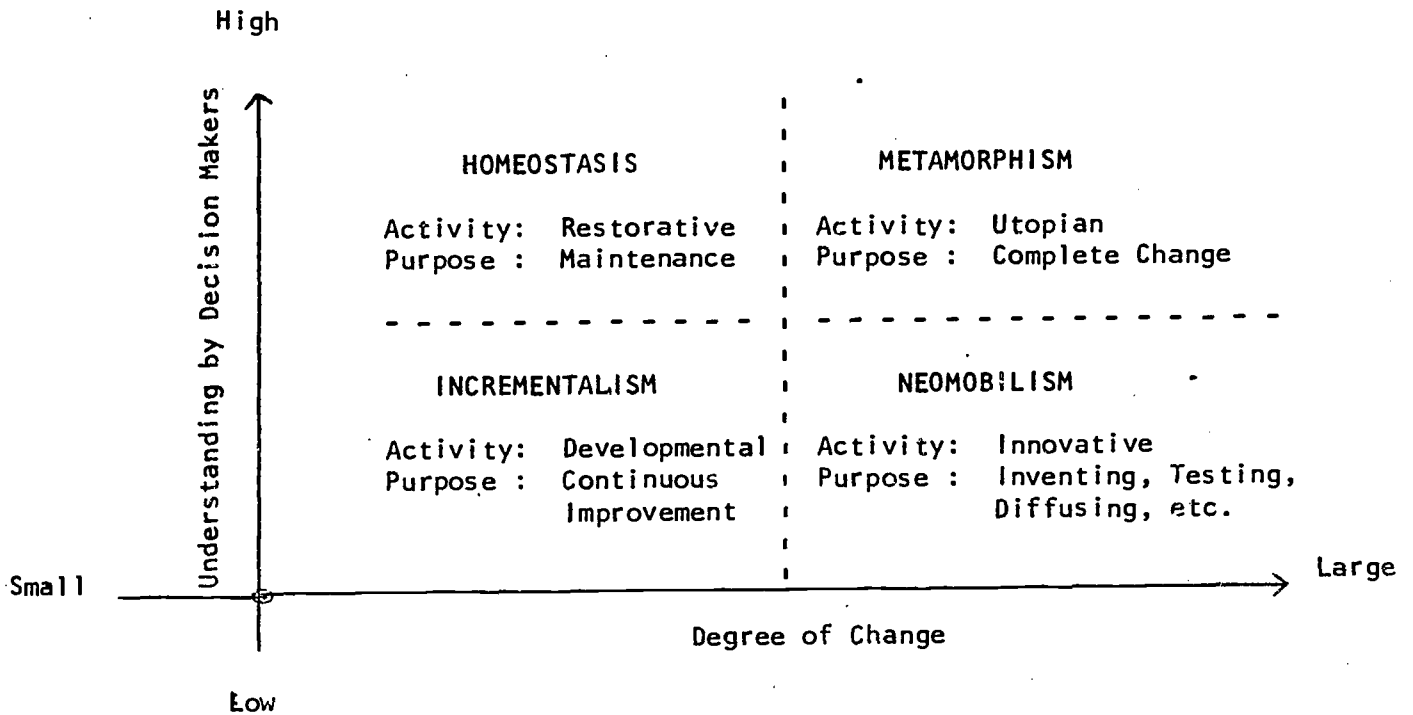 High
Understanding by Decision Makers
HOMEOSTASIS
Activity: Restorative
Purpose : Maintenance
METAMORPHISM
Activity: Utopian
Purpose : Complete Change
INCREMENTALISM
Activity: Developmental
Purpose : Continuous
Improvement
NEOMOBILISM
Activity: Innovative
Purpose : Inventing, Testing,
Diffusing, etc.
Small
Large
Degree of Change
Low